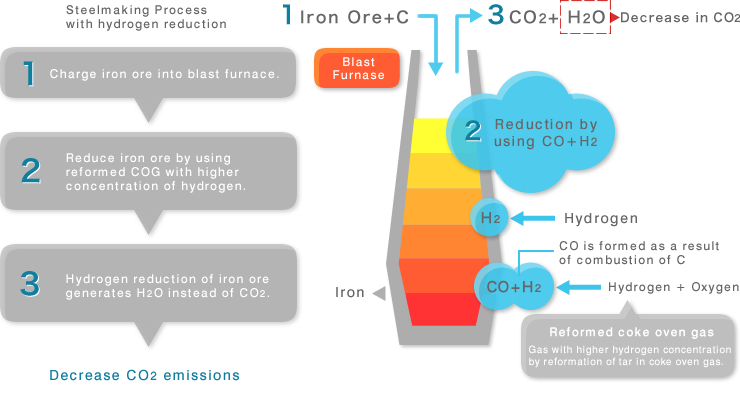 Steelmaking Process
with hydrogen reduction
1 Charge iron ore into blast furnace.
2 Reduce iron ore by using
reformed COG with higher
concentration of hydrogen.
3 Hydrogen reduction of iron ore
generates H2O instead of CO2.
Decrease CO2 emissions
1 Iron Ore+C
3 CO2+ H2O Decrease in CO2
Blast
Furnace
2 Reduction by
using CO+H2
H2 Hydrogen
CO is formed as a result
of combustion of C
CO+H2 Hydrogen + Oxygen
Iron
Reformed coke oven gas
Gas with higher hydrogen concentration
by reformation of tar in coke oven gas.